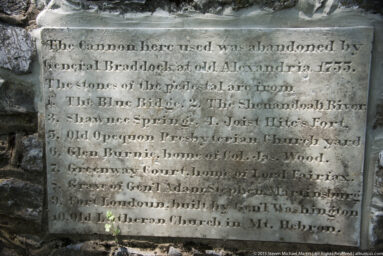 The Cannon here used was abandoned by
General Braddock at old Alexandria 1755.
The stones of the pedestal are from
1. The Blue Ridge. 2. The Shenandoah River
3. Shawnee Springs. 4. Joist Hite's Fort.
5. Old Opequon Presbyterian Church yard
6. Glen Burnie, home of Col. Jas. Wood.
7. Greenway Court, home of Lord Fairfax.
8. Grave of Gen'l Adam Stephen, Martinsburg
9. Fort Loudoun, built by Gen'l Washington
10. Old Lutheran Church in Mt. Hebron.